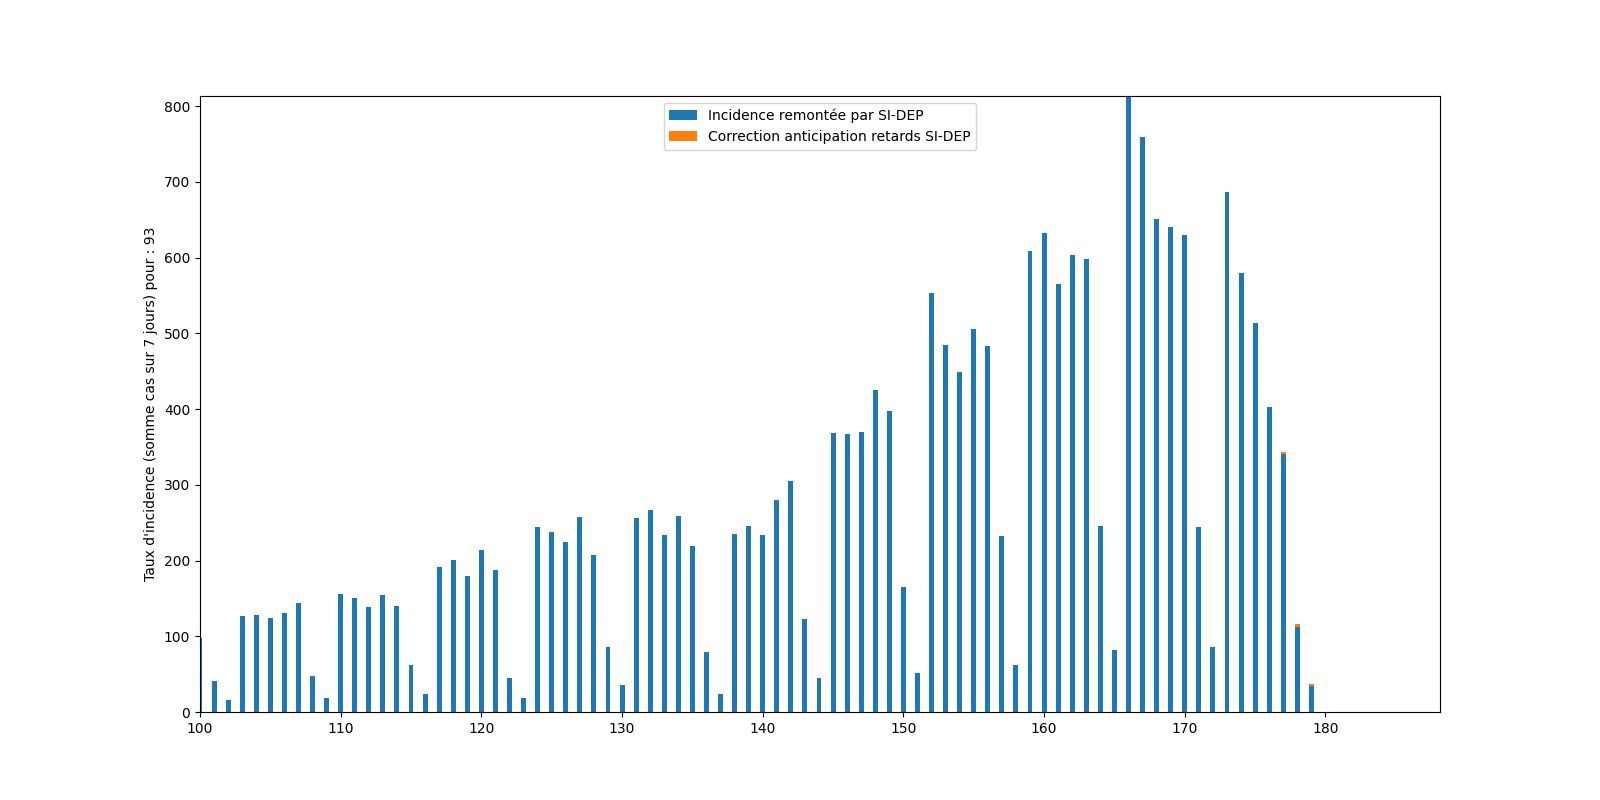 Incidence remontée par SI-DEP
Correction anticipation retards SI-DEP
Taux d'incidence (somme cas sur 7 jours) pour : 93
800
700
600
500
400
300
200
100
0
100 110 120 130 140 150 160 170 180